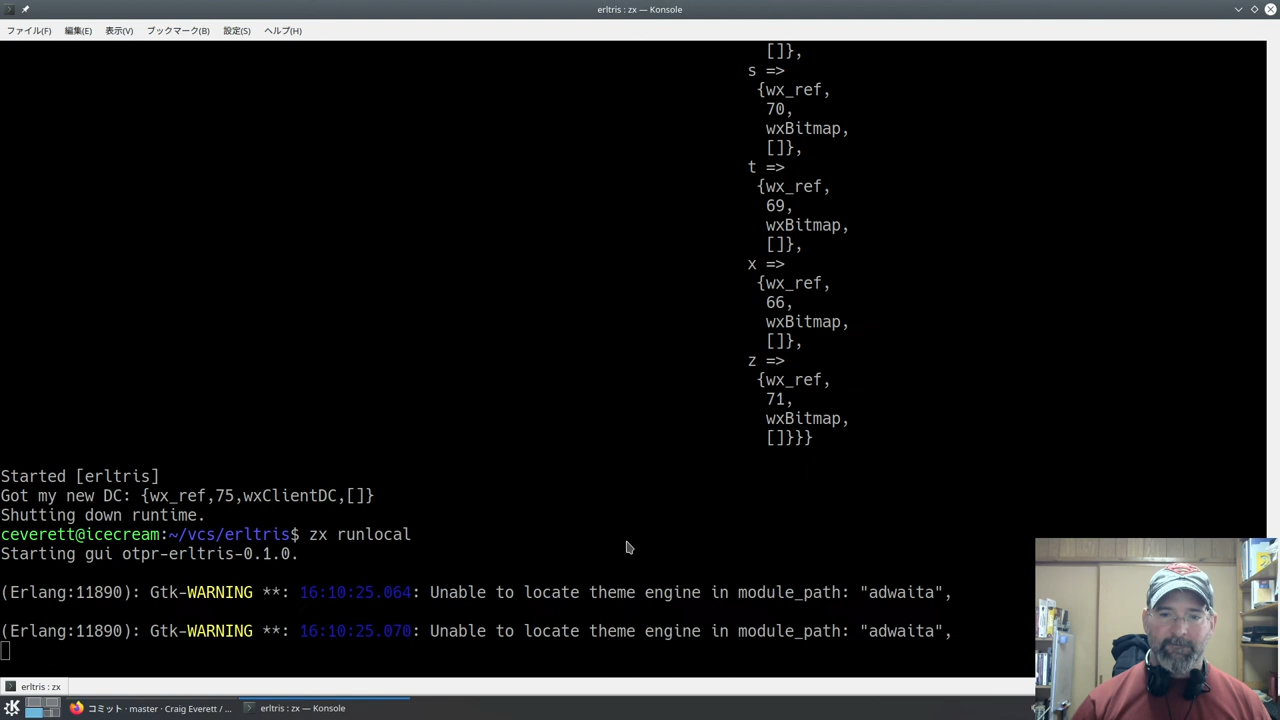 erltris : zx — Konsole
ファイル(F) 編集(E) 表示(V) ブックマーク(B) 設定(S) ヘルプ(H)
[]},
s =>
{wx_ref,
70,
wxBitmap,
[]},
t =>
{wx_ref,
69,
wxBitmap,
[]},
x =>
{wx_ref,
66,
wxBitmap,
[]},
z =>
{wx_ref,
71,
wxBitmap,
[]}}}
Started [erltris]
Got my new DC: {wx_ref,75,wxClientDC,[]}
Shutting down runtime.
ceverett@icecream:~/vcs/erltris$ zx runlocal
Starting gui otpr-erltris-0.1.0.
(Erlang:11890): Gtk-WARNING **: 16:10:25.064: Unable to locate theme engine in module_path: "adwaita",
(Erlang:11890): Gtk-WARNING **: 16:10:25.070: Unable to locate theme engine in module_path: "adwaita",
erltris : zx
コミット · master · Craig Everett / ...
erltris : zx — Konsole